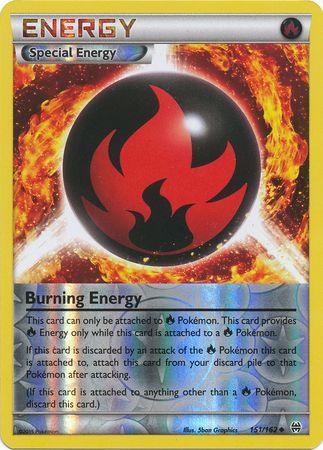 ENERGY
Special Energy
Burning Energy
This card can only be attached to Pokémon. This card provides
Energy only while this card is attached to a Pokémon.
If this card is discarded by an attack of the Pokémon this card
is attached to, attach this card from your discard pile to that
Pokémon after attacking.
(If this card is attached to anything other than a Pokémon,
discard this card.)
©2015 Pokémon
Illus. 5ban Graphics
151/162